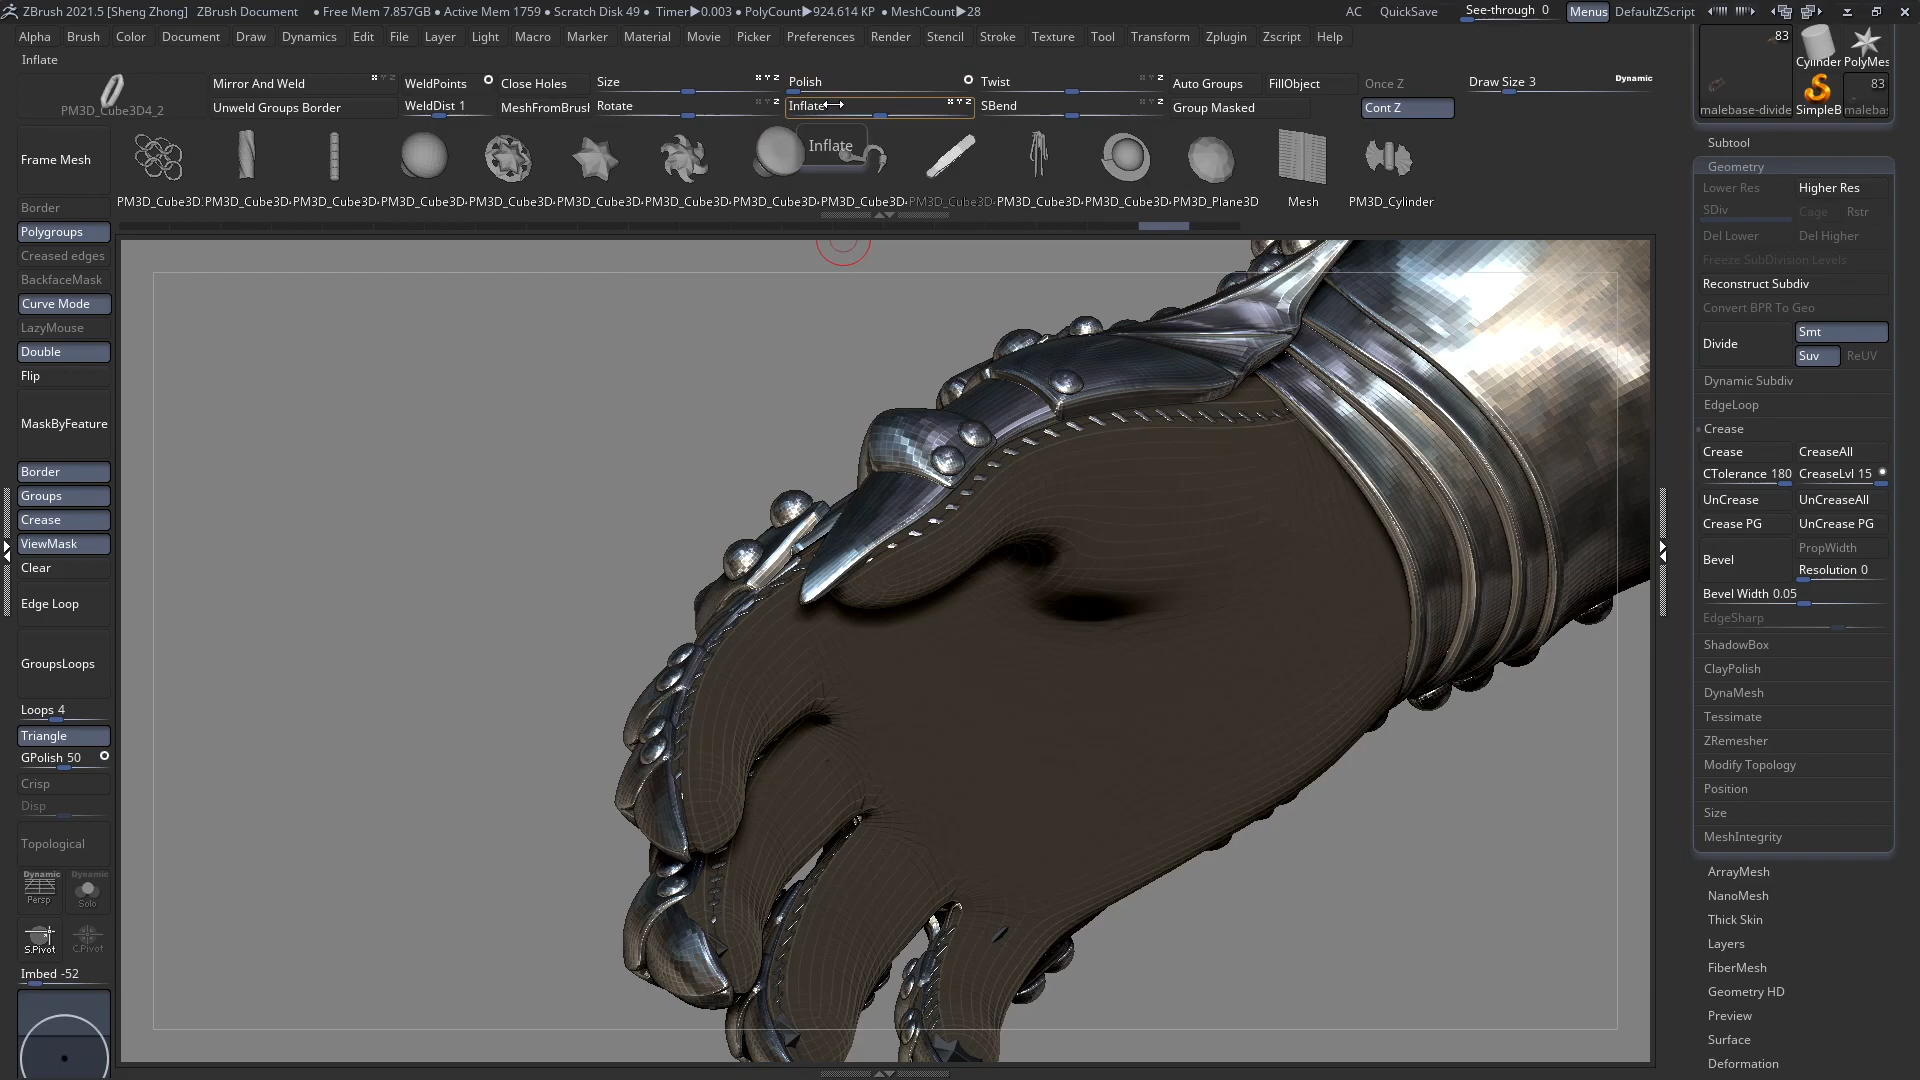 ZBrush 2021.5 [Sheng Zhong] ZBrush Document • Free Mem 7.857GB • Active Mem 1759 • Scratch Disk 49 • Timer▶0.003 • PolyCount▶924.614 KP • MeshCount▶28 AC QuickSave See-through 0 Menus DefaultZScript
Alpha Brush Color Document Draw Dynamics Edit File Layer Light Macro Marker Material Movie Picker Preferences Render Stencil Stroke Texture Tool Transform Zplugin Zscript Help
Inflate
PM3D_Cube3D4_2
Mirror And Weld
Unweld Groups Border
WeldPoints
WeldDist 1
Close Holes
MeshFromBrus
Size
Rotate
Polish
Inflate
Twist
SBend
Auto Groups
Group Masked
FillObject
Once Z
Cont Z
Draw Size 3
Dynamic
Inflate
PM3D_Cube3D PM3D_Cube3D PM3D_Cube3D PM3D_Cube3D PM3D_Cube3D PM3D_Cube3D PM3D_Cube3D PM3D_Cube3D PM3D_Cube3D PM3D_Cube3D PM3D_Cube3D PM3D_Cube3D PM3D_Plane3D Mesh PM3D_Cylinder
Frame Mesh
Border
Polygroups
Creased edges
BackfaceMask
Curve Mode
LazyMouse
Double
Flip
MaskByFeature
Border
Groups
Crease
ViewMask
Clear
Edge Loop
GroupsLoops
Loops 4
Triangle
GPolish 50
Crisp
Disp
Topological
Dynamic
Persp
Dynamic
Solo
S.Pivot
C.Pivot
Imbed -52
83
Cylinder PolyMes
83
malebase-divide SimpleB malebas
Subtool
Geometry
Lower Res Higher Res
SDiv Cage Rstr
Del Lower Del Higher
Freeze SubDivision Levels
Reconstruct Subdiv
Convert BPR To Geo
Divide
Smt
Suv ReUV
Dynamic Subdiv
EdgeLoop
Crease
Crease CreaseAll
CTolerance 180 CreaseLvl 15
UnCrease UnCreaseAll
Crease PG UnCrease PG
Bevel
PropWidth
Resolution 0
Bevel Width 0.05
EdgeSharp
ShadowBox
ClayPolish
DynaMesh
Tessimate
ZRemesher
Modify Topology
Position
Size
MeshIntegrity
ArrayMesh
NanoMesh
Thick Skin
Layers
FiberMesh
Geometry HD
Preview
Surface
Deformation